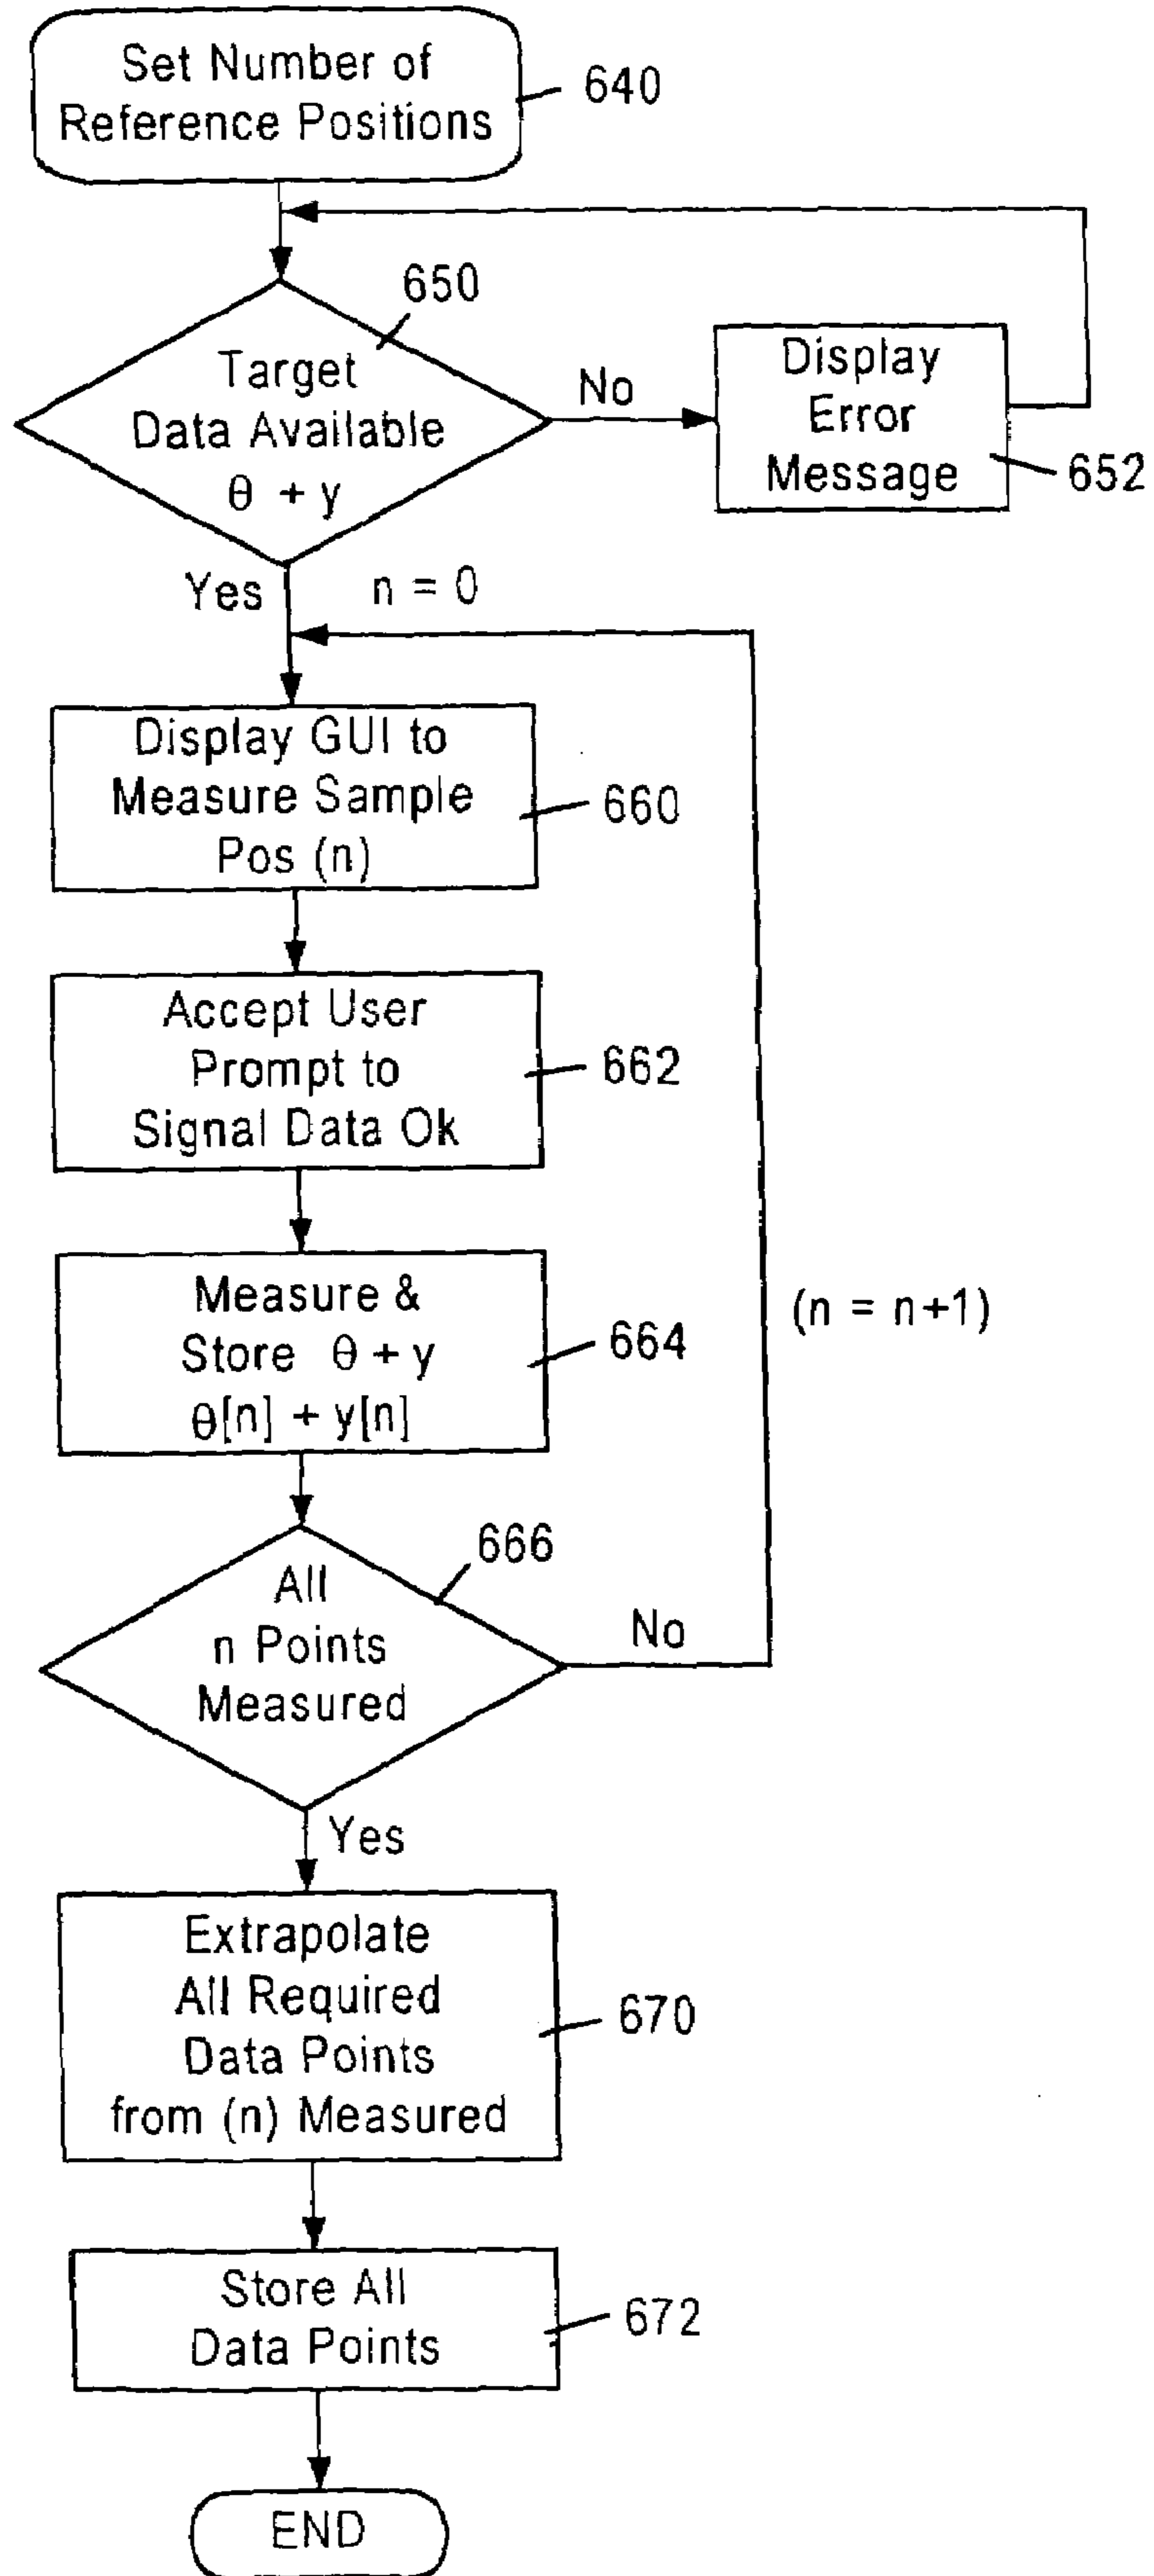 Set Number of
Reference Positions
640
650
Target
Data Available
θ + y
No
Display
Error
Message
652
Yes
n = 0
Display GUI to
Measure Sample
Pos (n)
660
Accept User
Prompt to
Signal Data Ok
662
Measure &
Store θ + y
θ[n] + y[n]
664
(n = n+1)
666
All
n Points
Measured
No
Yes
Extrapolate
All Required
Data Points
from (n) Measured
670
Store All
Data Points
672
END